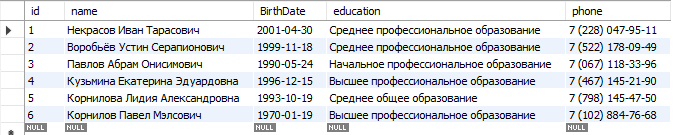 id name BirthDate education phone
1 Некрасов Иван Тарасович 2001-04-30 Среднее профессиональное образование 7 (228) 047-95-11
2 Воробьёв Устин Серапионович 1999-11-18 Среднее профессиональное образование 7 (522) 178-09-49
3 Павлов Абрам Онисимович 1990-05-24 Начальное профессиональное образование 7 (067) 118-33-96
4 Кузьмина Екатерина Эдуардовна 1996-12-15 Высшее профессиональное образование 7 (467) 145-21-90
5 Корнилова Лидия Александровна 1993-10-19 Среднее общее образование 7 (798) 145-47-50
6 Корнилов Павел Мэлсович 1970-01-19 Высшее профессиональное образование 7 (102) 884-76-68
NULL NULL NULL NULL NULL